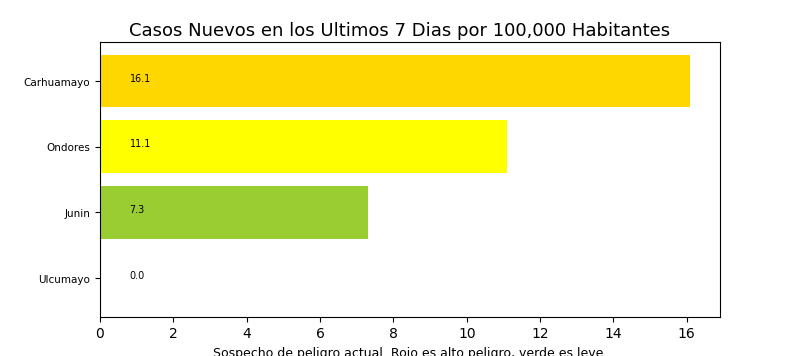 Casos Nuevos en los Ultimos 7 Dias por 100,000 Habitantes
Carhuamayo 16.1
Ondores 11.1
Junin 7.3
Ulcumayo 0.0
0 2 4 6 8 10 12 14 16
Sospecho de peligro actual. Rojo es alto peligro, verde es leve